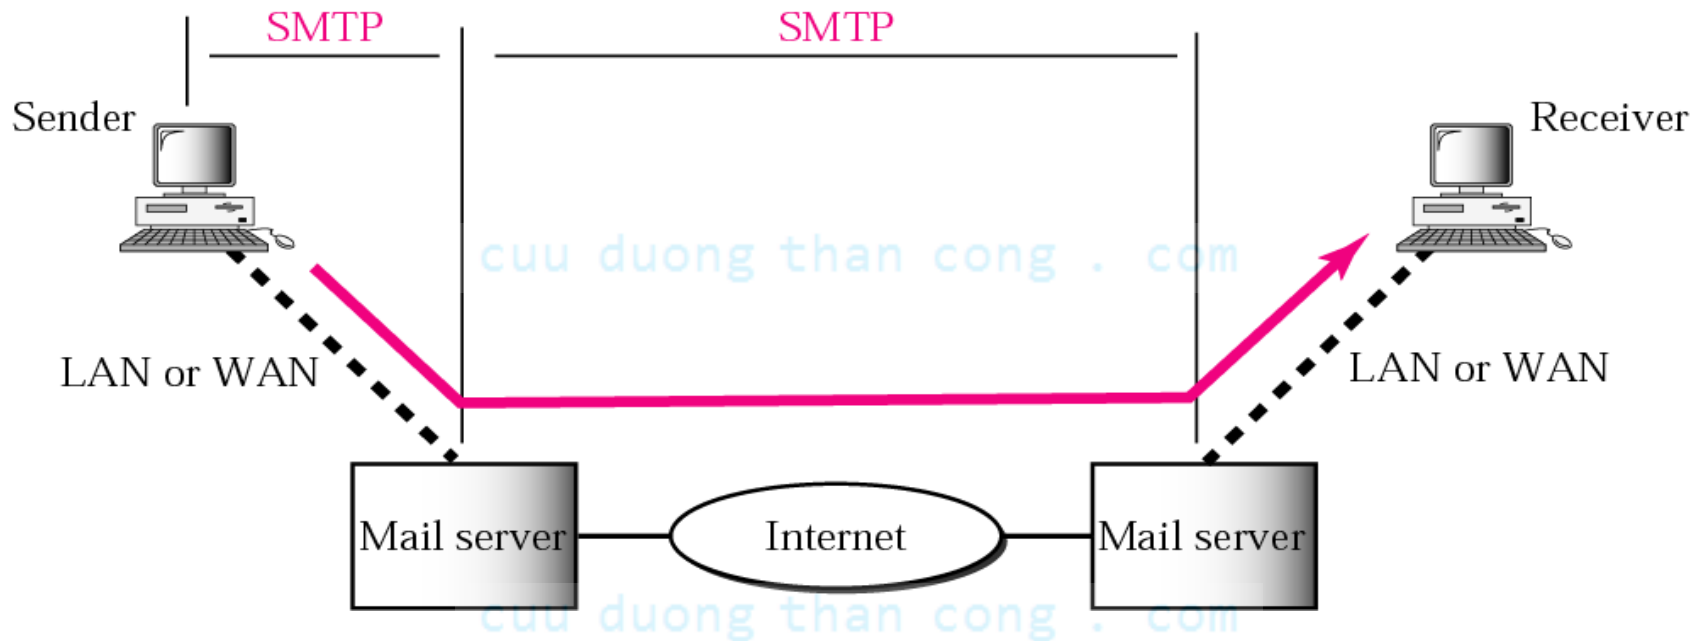 SMTP
SMTP
Sender
Receiver
cuu duong than cong . com
LAN or WAN
LAN or WAN
Mail server
Internet
Mail server
cuu duong than cong . com